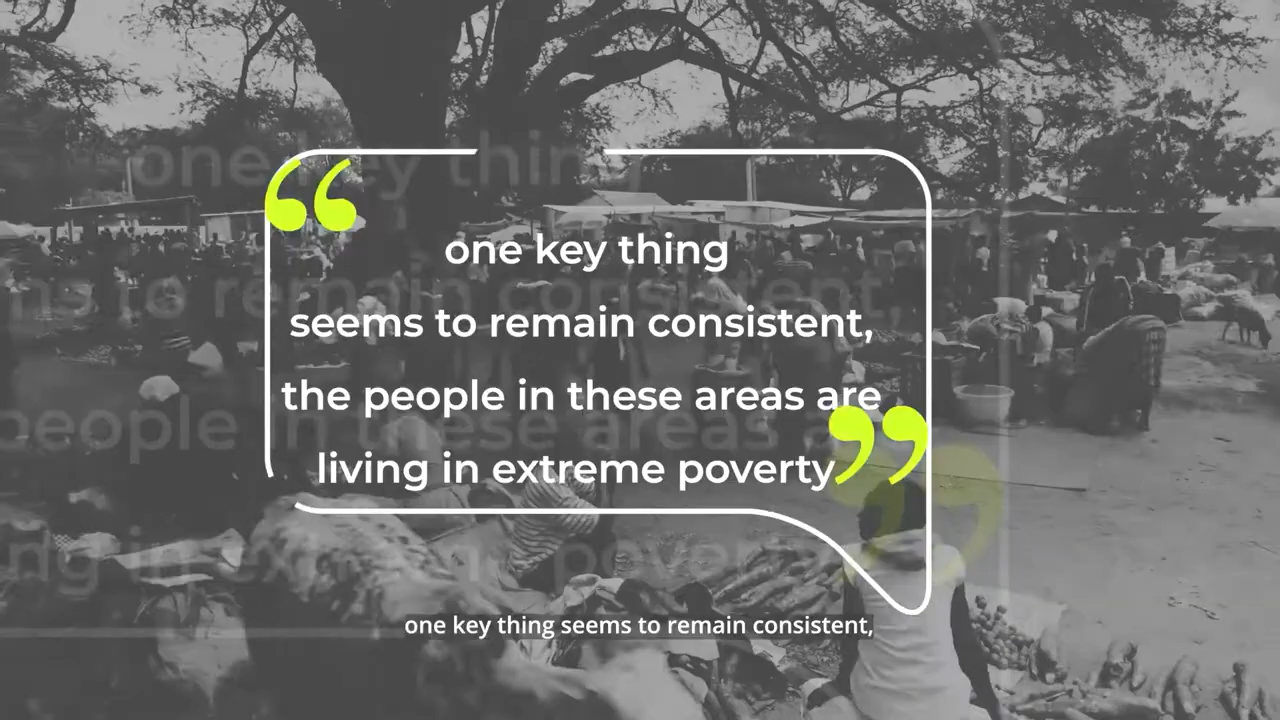 one key thing
seems to remain consistent,
the people in these areas are
living in extreme poverty
one key thing seems to remain consistent,